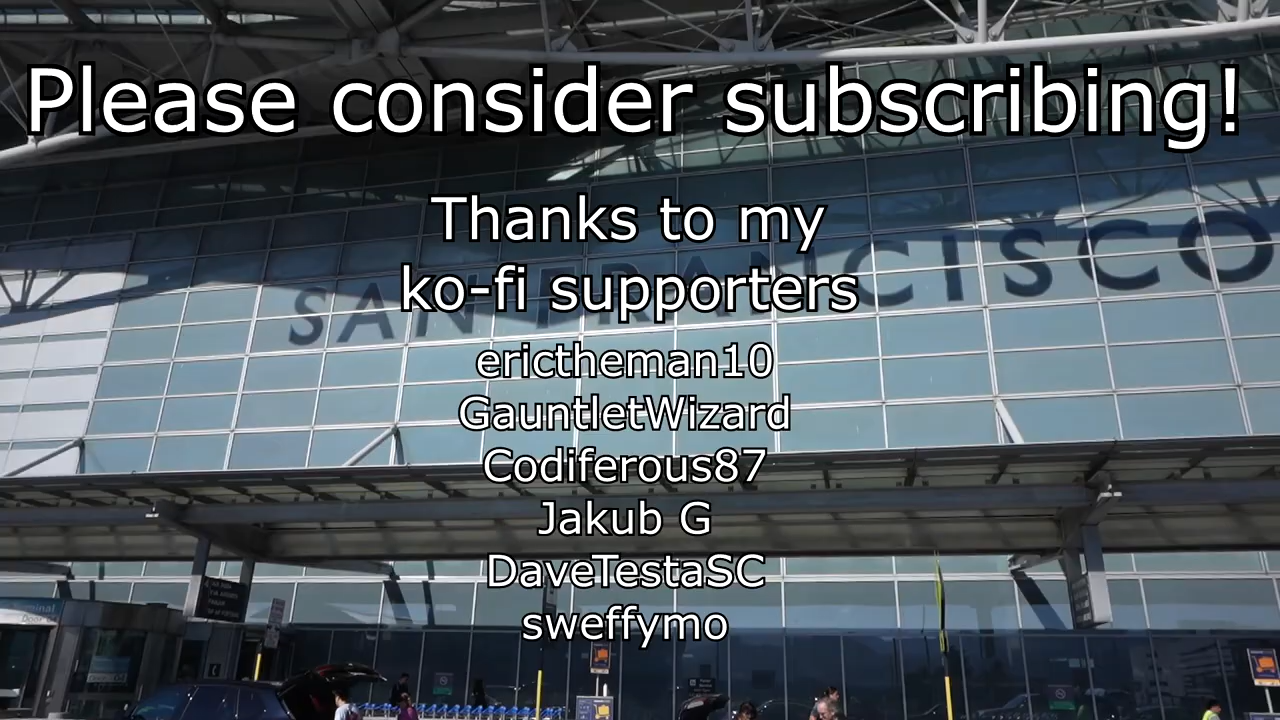 Please consider subscribing!
Thanks to my
ko-fi supporters
SAN FRANCISCO
erictheman10
GauntletWizard
Codiferous87
Jakub G
DaveTestaSC
sweffymo